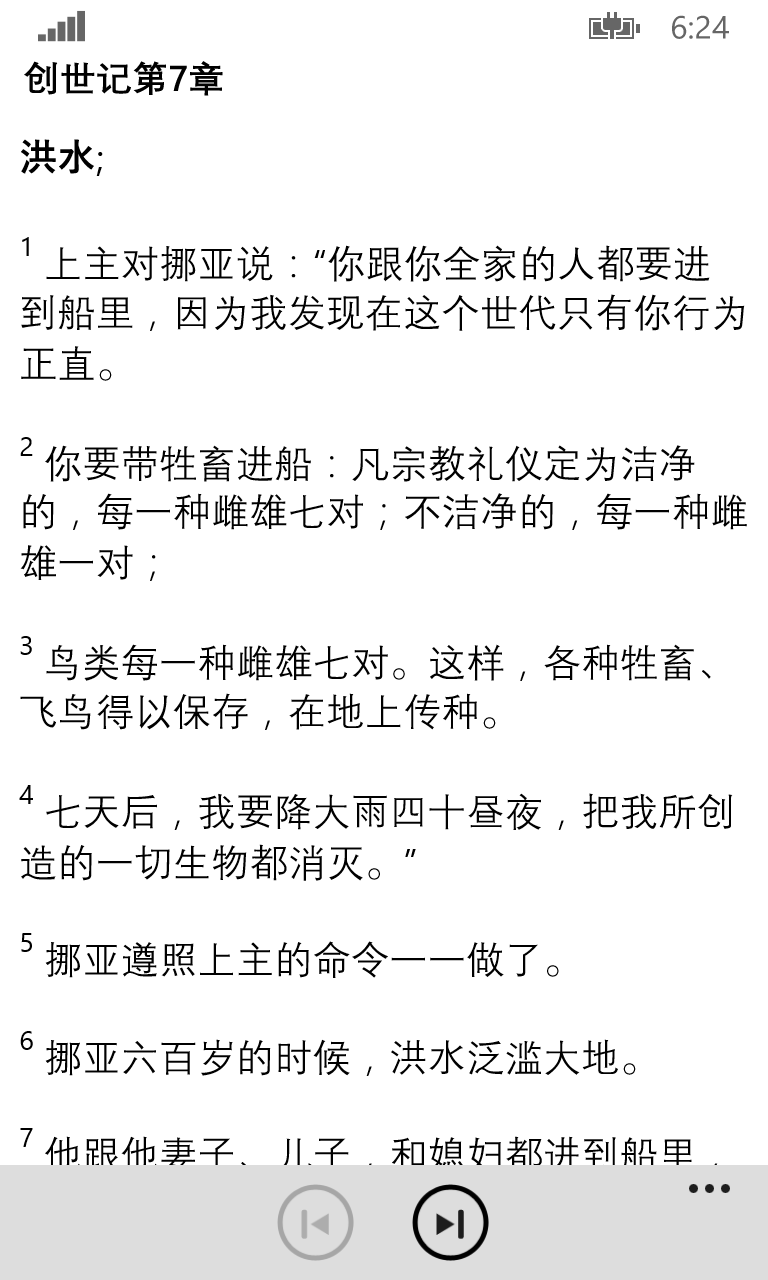 6:24
创世记第7章
洪水;
1 上主对挪亚说：“你跟你全家的人都要进
到船里，因为我发现在这个世代只有你行为
正直。
2 你要带牲畜进船：凡宗教礼仪定为洁净
的，每一种雌雄七对；不洁净的，每一种雌
雄一对；
3 鸟类每一种雌雄七对。这样，各种牲畜、
飞鸟得以保存，在地上传种。
4 七天后，我要降大雨四十昼夜，把我所创
造的一切生物都消灭。”
5 挪亚遵照上主的命令一一做了。
6 挪亚六百岁的时候，洪水泛滥大地。
7 他跟他妻子、儿子，和媳妇都进到船里，